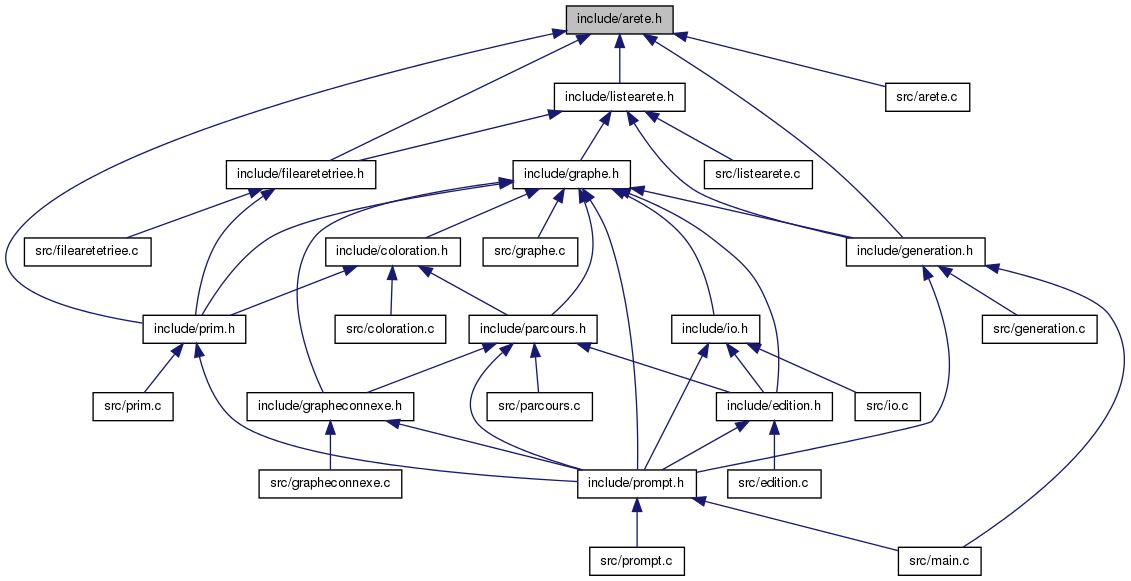 include/arete.h
include/listearete.h
src/arete.c
include/filearetetriee.h
include/graphe.h
src/listearete.c
src/filearetetriee.c
include/coloration.h
src/graphe.c
include/generation.h
include/prim.h
src/coloration.c
include/parcours.h
include/io.h
src/generation.c
src/prim.c
include/grapheconnexe.h
src/parcours.c
include/edition.h
src/io.c
src/grapheconnexe.c
include/prompt.h
src/edition.c
src/prompt.c
src/main.c